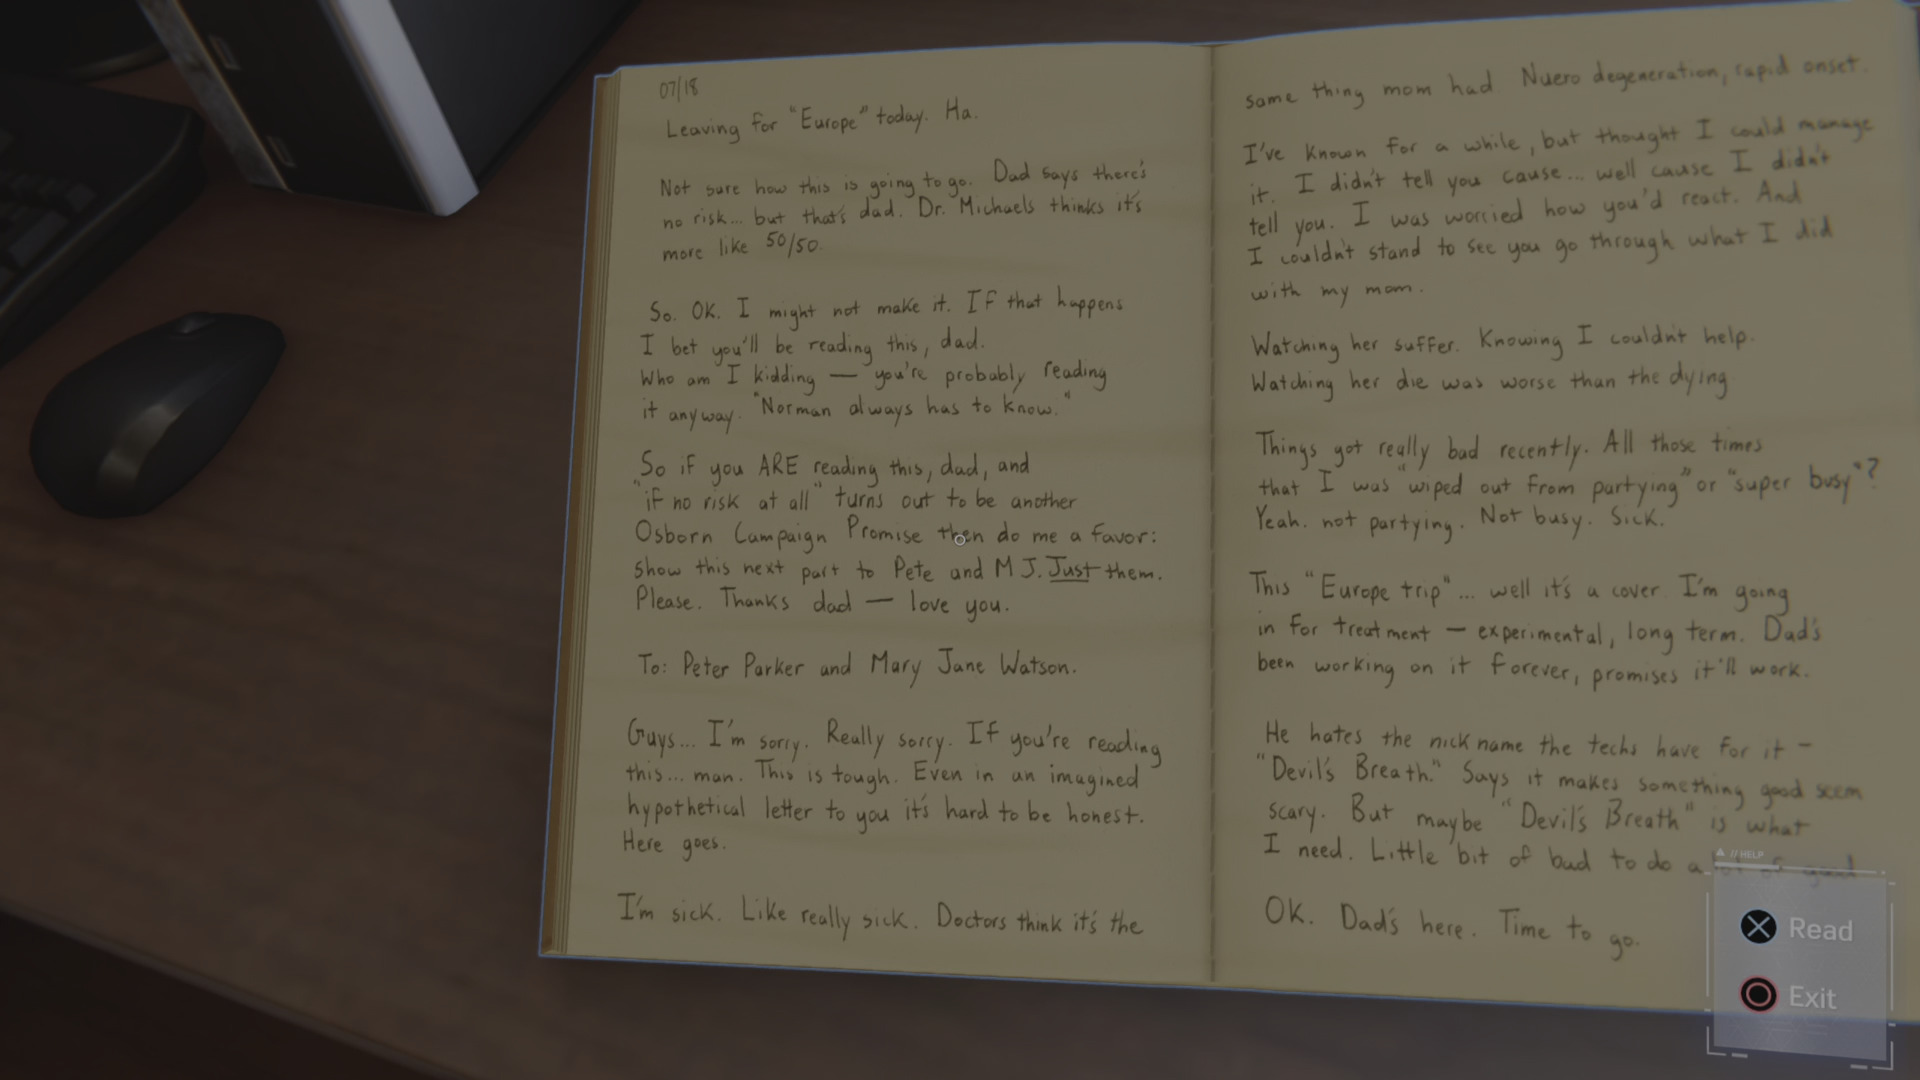 07/18
Leaving for "Europe" today. Ha.
Not sure how this is going to go. Dad says there's
no risk... but that's dad. Dr. Michaels thinks it's
more like 50/50.
So. OK. I might not make it. IF that happens
I bet you'll be reading this, dad.
Who am I kidding — you're probably reading
it anyway. "Norman always has to know."
So if you ARE reading this, dad, and
"if no risk at all" turns out to be another
Osborn Campaign Promise then do me a favor:
show this next part to Pete and MJ. Just them.
Please. Thanks dad — love you.
To: Peter Parker and Mary Jane Watson.
Guys... I'm sorry. Really sorry. If you're reading
this... man. This is tough. Even in an imagined
hypothetical letter to you it's hard to be honest.
Here goes.
I'm sick. Like really sick. Doctors think it's the
same thing mom had. Nuero degeneration, rapid onset.
I've known for a while, but thought I could manage
it. I didn't tell you cause... well cause I didn't
tell you. I was worried how you'd react. And
I couldn't stand to see you go through what I did
with my mom.
Watching her suffer. Knowing I couldn't help.
Watching her die was worse than the dying
Things got really bad recently. All those times
that I was "wiped out from partying" or "super busy"?
Yeah. not partying. Not busy. Sick.
This "Europe trip"... well it's a cover. I'm going
in for treatment — experimental, long term. Dad's
been working on it forever, promises it'll work.
He hates the nickname the techs have for it -
"Devil's Breath." Says it makes something good seem
scary. But maybe "Devil's Breath" is what
I need. Little bit of bad to do a lot of good
OK. Dad's here. Time to go.
// HELP
Read
Exit